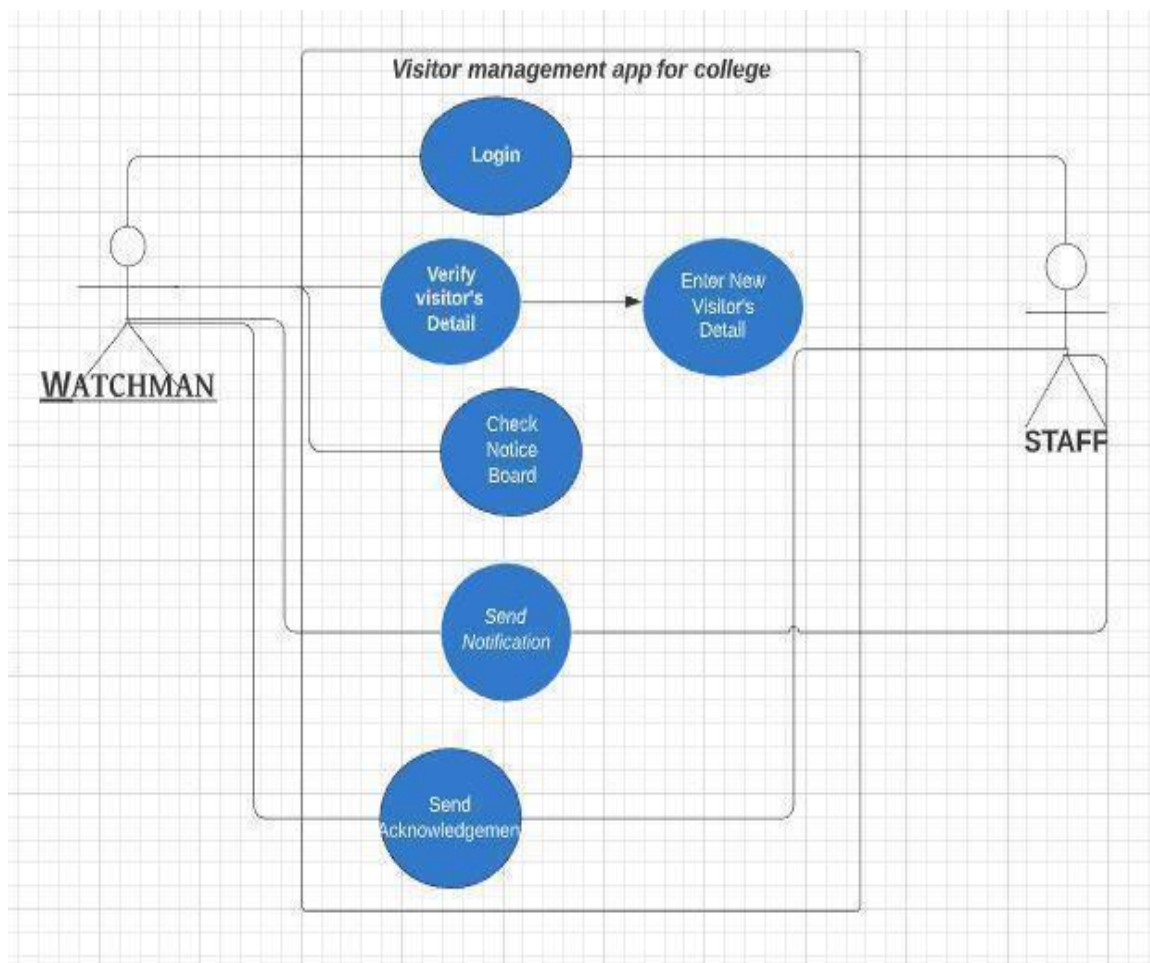 Visitor management app for college
Login
Verify
visitor's
Detail
Enter New
Visitor's
Detail
WATCHMAN
Check
Notice
Board
STAFF
Send
Notification
Send
Acknowledgemen